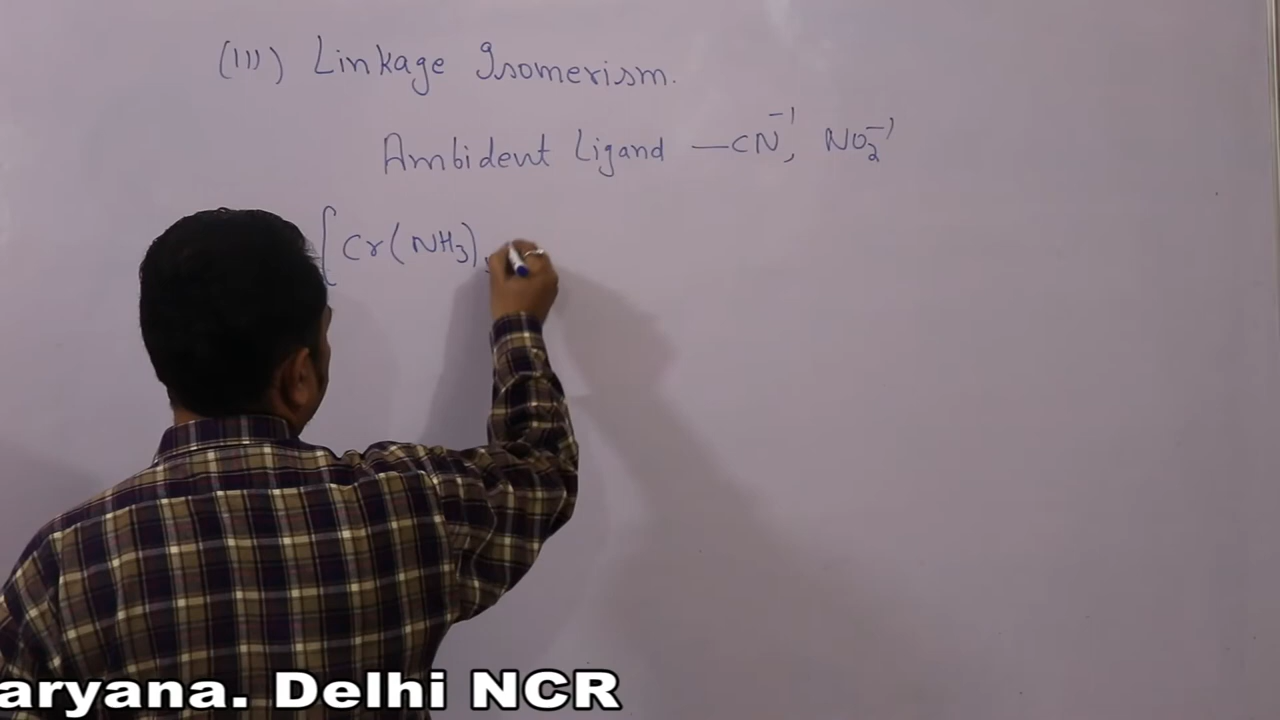 (III) Linkage Isomerism.
Ambident Ligand — CN⁻¹, NO₂⁻¹
[Cr(NH₃)
aryana. Delhi NCR